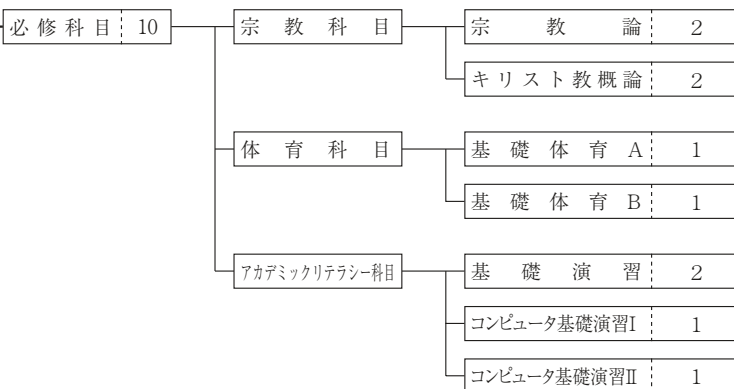 必修科目 10
宗教科目
宗教論 2
キリスト教概論 2
体育科目
基礎体育A 1
基礎体育B 1
アカデミックリテラシー科目
基礎演習 2
コンピュータ基礎演習I 1
コンピュータ基礎演習II 1